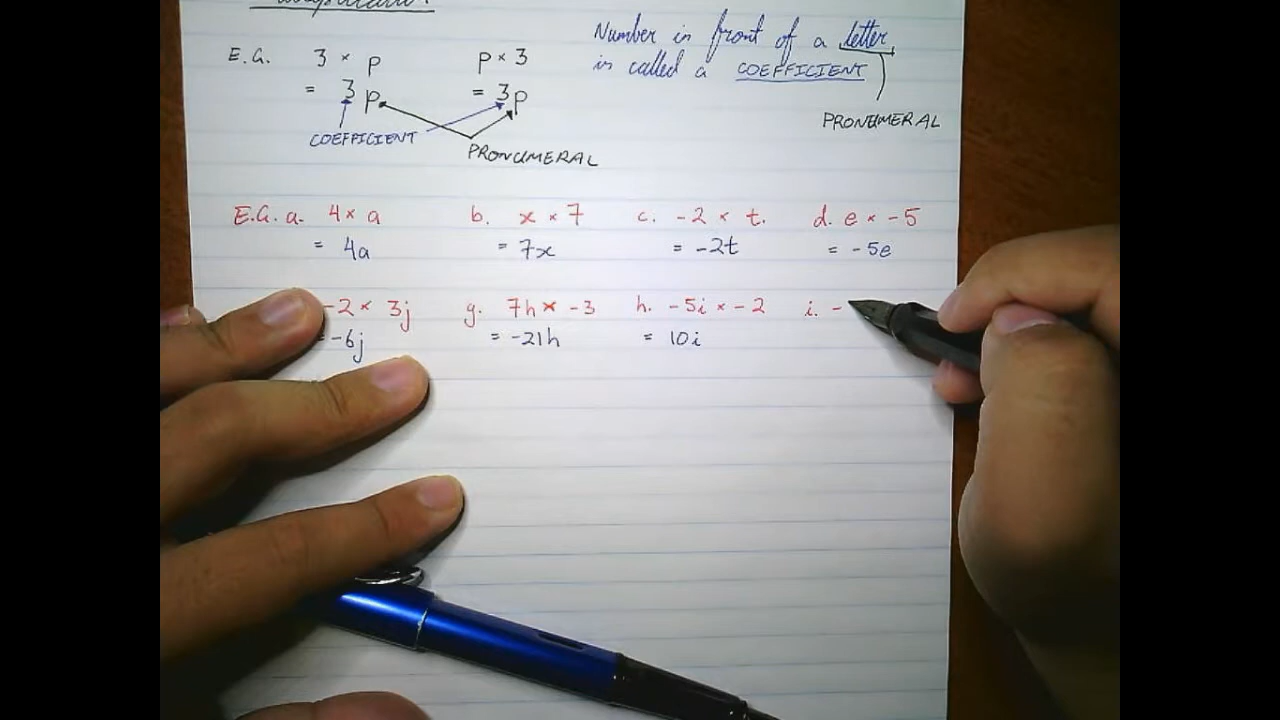 E.G. 3 × p p × 3 Number in front of a letter,
= 3p = 3p is called a COEFFICIENT
COEFFICIENT PRONUMERAL PRONUMERAL
E.G. a. 4 × a b. x × 7 c. -2 × t. d. e × -5
= 4a = 7x = -2t = -5e
-2 × 3j g. 7h × -3 h. -5i × -2 i. -
= -6j = -21h = 10i